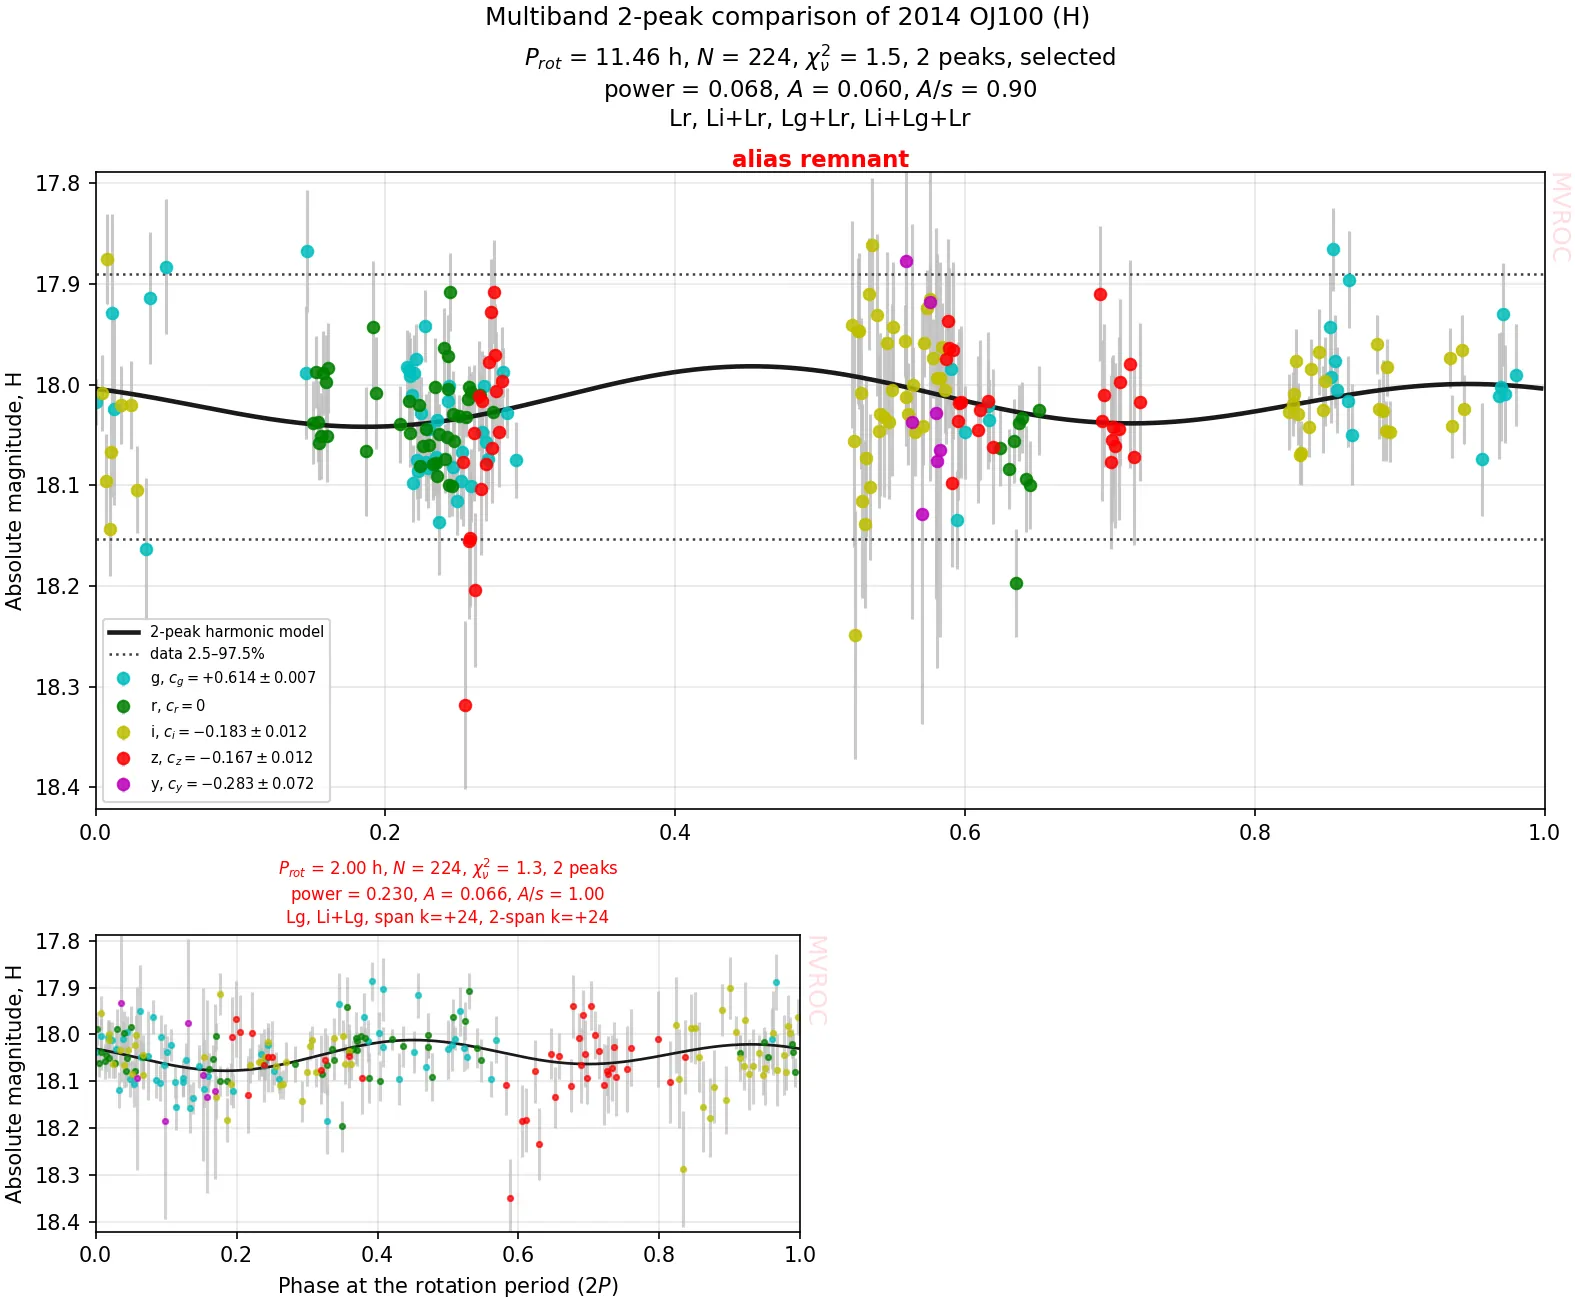 Multiband 2-peak comparison of 2014 OJ100 (H)
P_rot = 11.46 h, N = 224, χ²_ν = 1.5, 2 peaks, selected
power = 0.068, A = 0.060, A/s = 0.90
Lr, Li+Lr, Lg+Lr, Li+Lg+Lr
alias remnant
MVROC
Absolute magnitude, H
17.8
17.9
18.0
18.1
18.2
18.3
18.4
2-peak harmonic model
data 2.5–97.5%
g, c_g = +0.614 ± 0.007
r, c_r = 0
i, c_i = −0.183 ± 0.012
z, c_z = −0.167 ± 0.012
y, c_y = −0.283 ± 0.072
0.0 0.2 0.4 0.6 0.8 1.0
P_rot = 2.00 h, N = 224, χ²_ν = 1.3, 2 peaks
power = 0.230, A = 0.066, A/s = 1.00
Lg, Li+Lg, span k=+24, 2-span k=+24
MVROC
Absolute magnitude, H
17.8
17.9
18.0
18.1
18.2
18.3
18.4
0.0 0.2 0.4 0.6 0.8 1.0
Phase at the rotation period (2P)